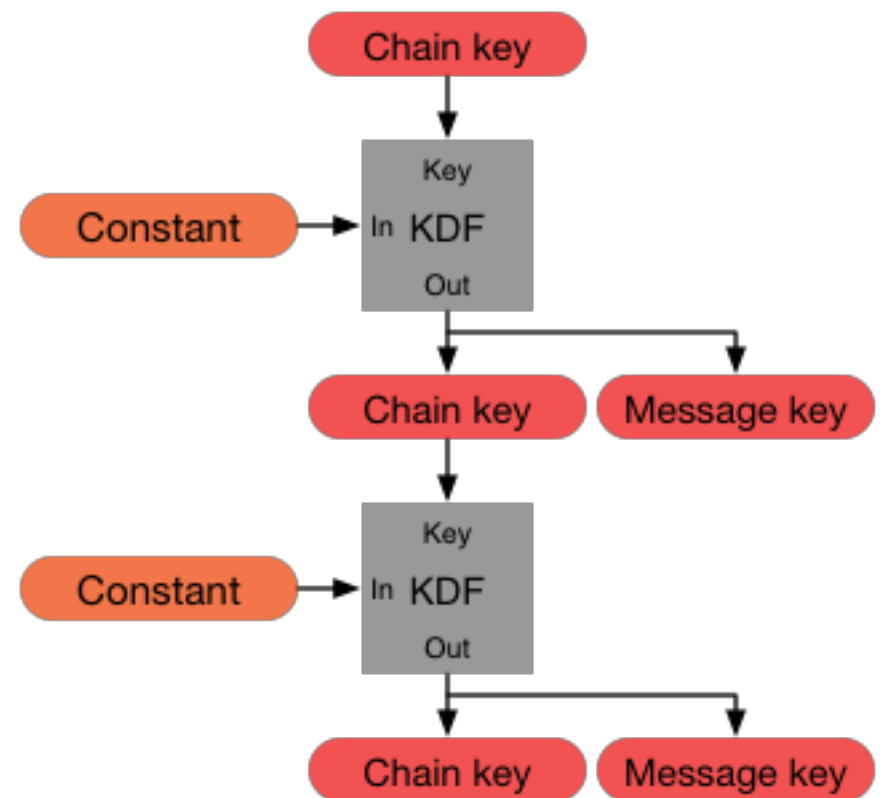 Chain key
Key
Constant
In KDF
Out
Chain key Message key
Key
Constant
In KDF
Out
Chain key Message key